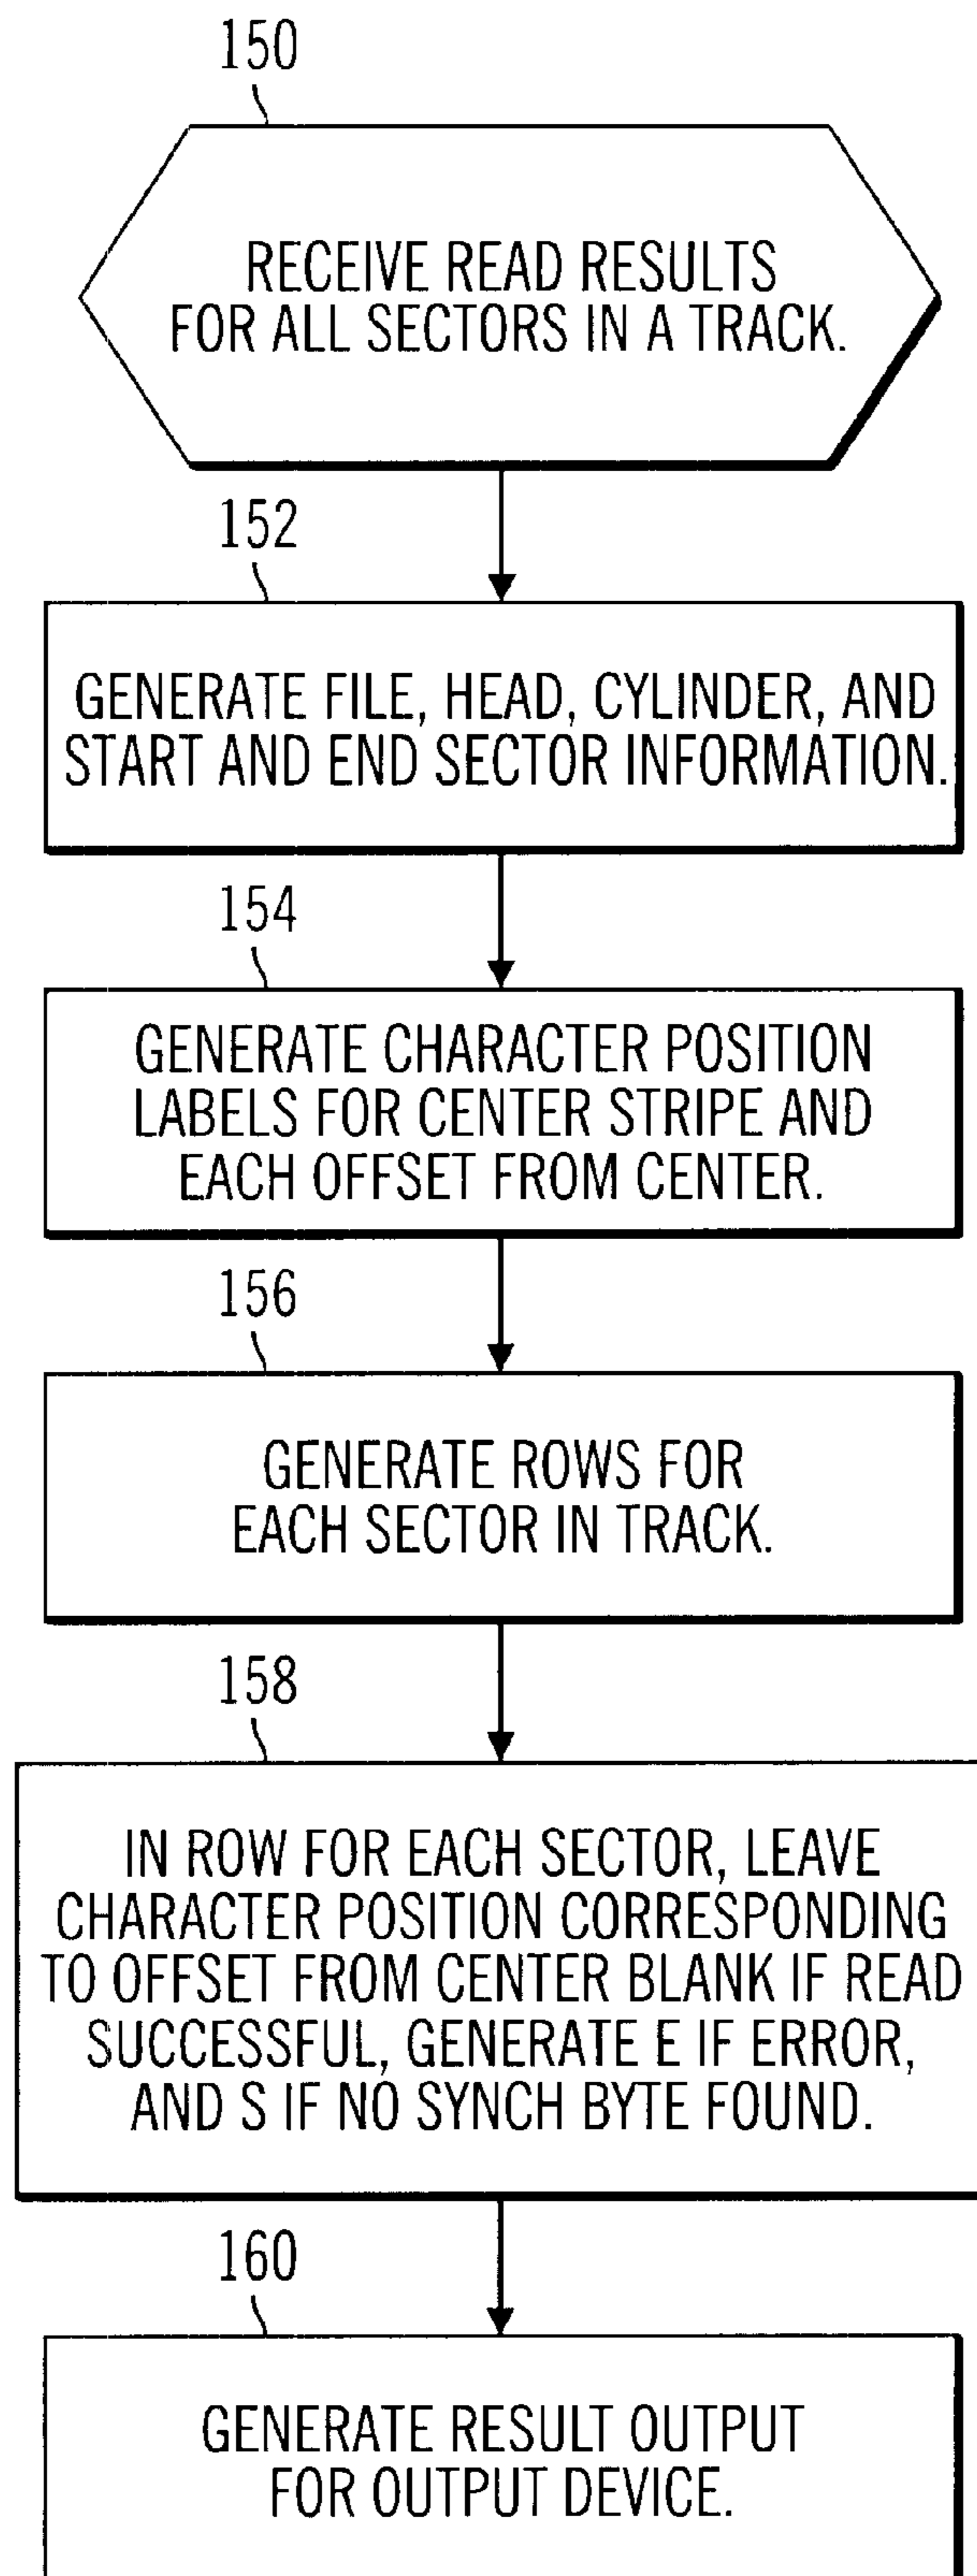 150
RECEIVE READ RESULTS
FOR ALL SECTORS IN A TRACK.
152
GENERATE FILE, HEAD, CYLINDER, AND
START AND END SECTOR INFORMATION.
154
GENERATE CHARACTER POSITION
LABELS FOR CENTER STRIPE AND
EACH OFFSET FROM CENTER.
156
GENERATE ROWS FOR
EACH SECTOR IN TRACK.
158
IN ROW FOR EACH SECTOR, LEAVE
CHARACTER POSITION CORRESPONDING
TO OFFSET FROM CENTER BLANK IF READ
SUCCESSFUL, GENERATE E IF ERROR,
AND S IF NO SYNCH BYTE FOUND.
160
GENERATE RESULT OUTPUT
FOR OUTPUT DEVICE.